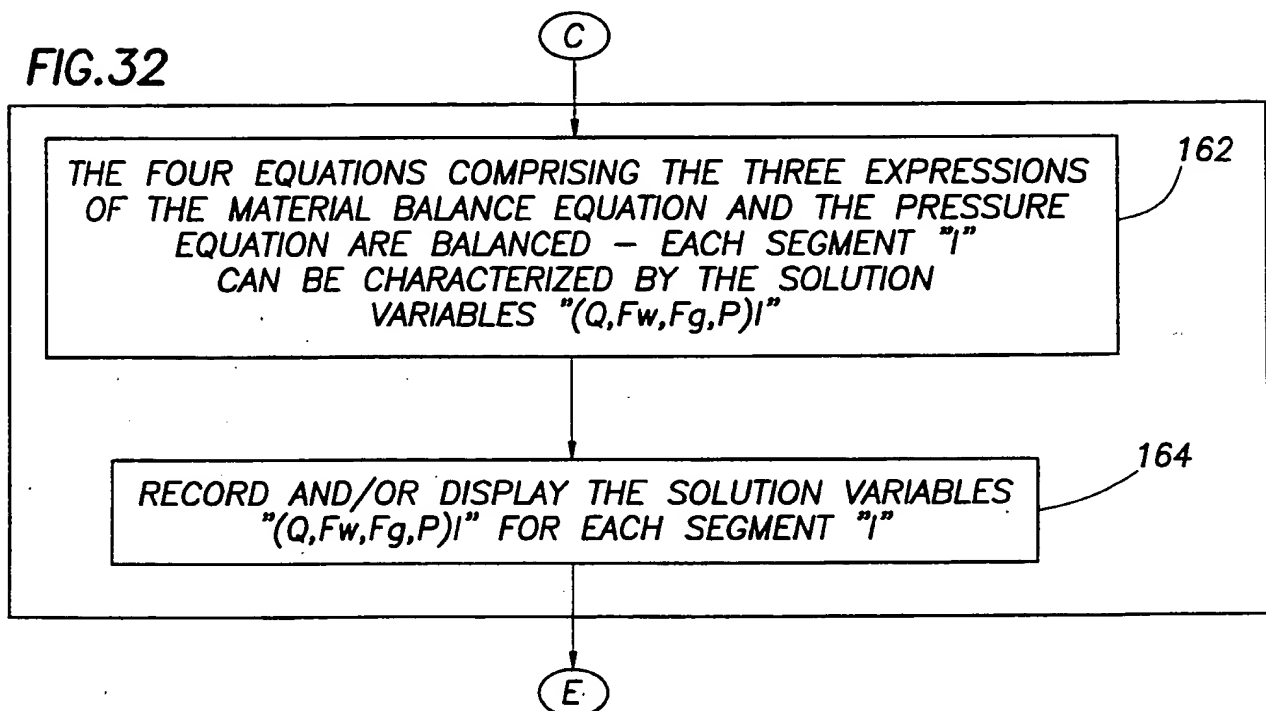 C
FIG.32
THE FOUR EQUATIONS COMPRISING THE THREE EXPRESSIONS
OF THE MATERIAL BALANCE EQUATION AND THE PRESSURE
EQUATION ARE BALANCED – EACH SEGMENT "I"
CAN BE CHARACTERIZED BY THE SOLUTION
VARIABLES "(Q,Fw,Fg,P)I"
162
RECORD AND/OR DISPLAY THE SOLUTION VARIABLES
"(Q,Fw,Fg,P)I" FOR EACH SEGMENT "I"
164
E